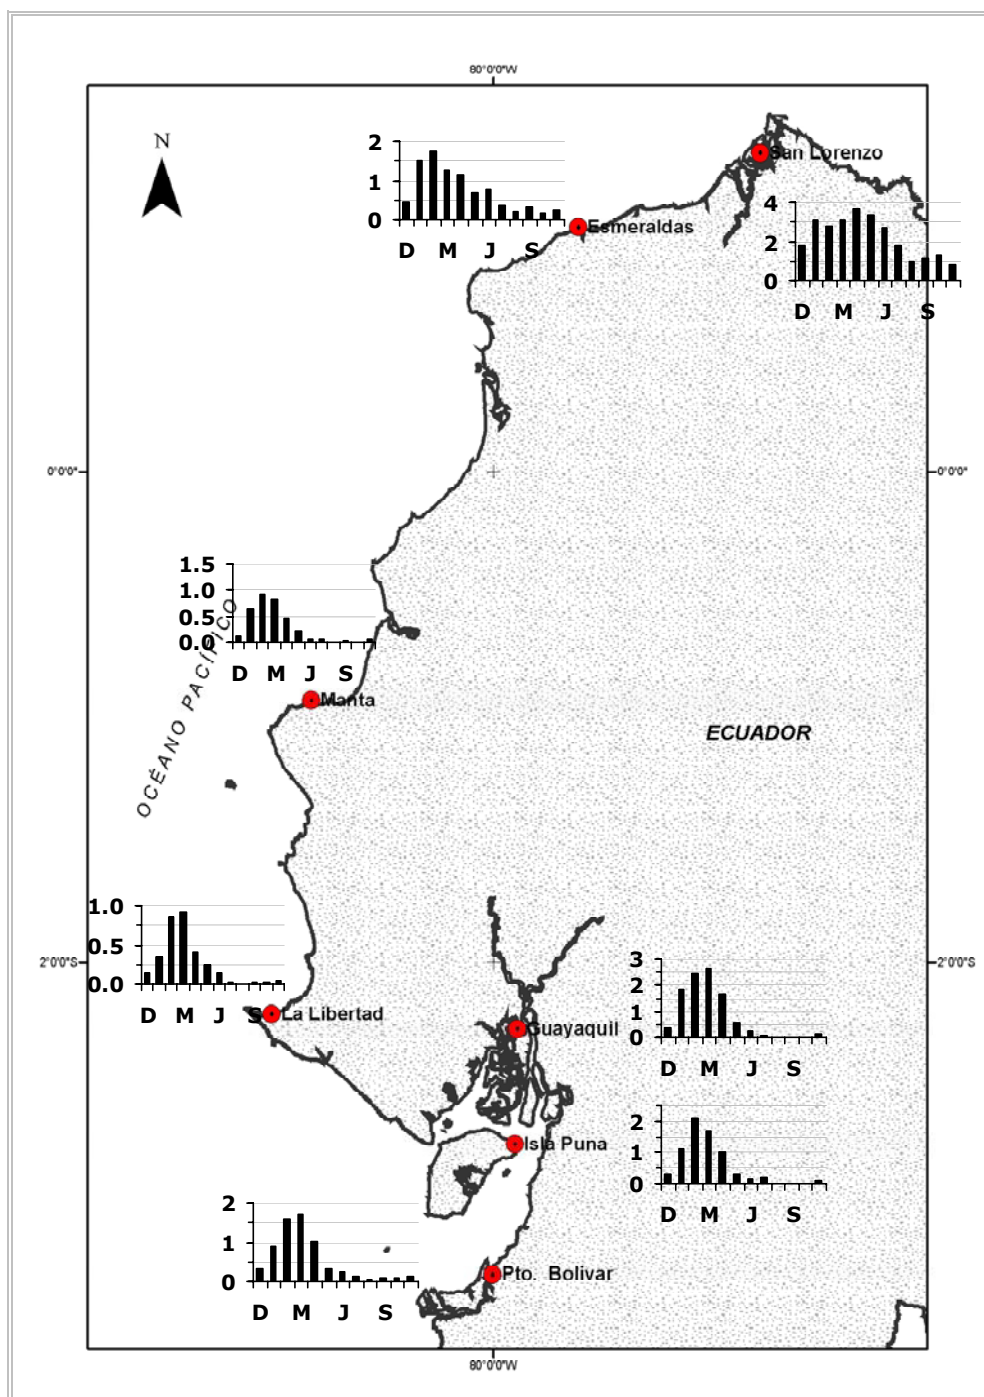 80°0'0"W
N
San Lorenzo
2
1
0
D M J S
Esmeraldas
4
2
0
D M J S
0°0'0"
0°0'0"
1.5
1.0
0.5
0.0
D M J S
OCÉANO PACÍFICO
Manta
ECUADOR
1.0
0.5
0.0
D M J S
La Libertad
2°0'0"S
2°0'0"S
3
2
1
0
D M J S
Guayaquil
2
1
0
D M J S
Isla Puna
2
1
0
D M J S
Pto. Bolivar
80°0'0"W